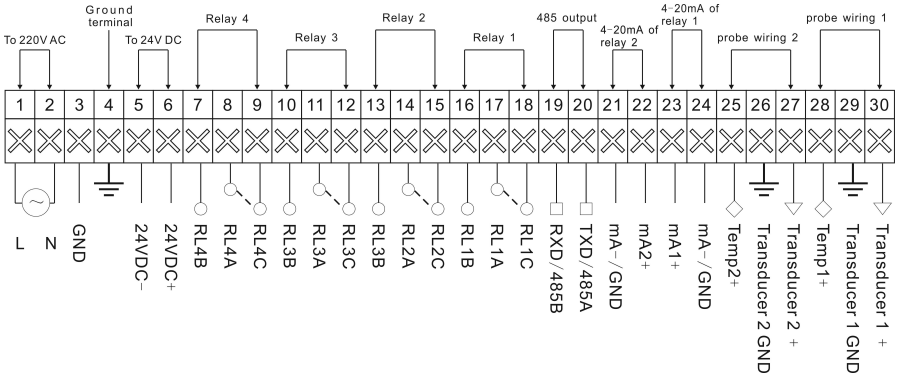 Ground
terminal
To 220V AC
To 24V DC
Relay 4
Relay 3
Relay 2
Relay 1
485 output
4-20mA of
relay 2
4-20mA of
relay 1
probe wiring 2
probe wiring 1
1 2 3 4 5 6 7 8 9 10 11 12 13 14 15 16 17 18 19 20 21 22 23 24 25 26 27 28 29 30
L
N
GND
24VDC-
24VDC+
RL4B
RL4A
RL4C
RL3B
RL3A
RL3C
RL3B
RL2A
RL2C
RL1B
RL1A
RL1C
RXD/485B
TXD/485A
mA-/GND
mA2+
mA1+
mA-/GND
Temp2+
Transducer 2 GND
Transducer 2 +
Temp1+
Transducer 1 GND
Transducer 1 +